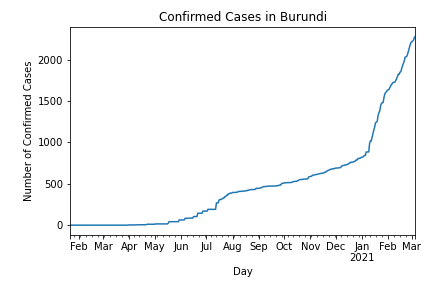 Confirmed Cases in Burundi
Number of Confirmed Cases
2000
1500
1000
500
0
Feb Mar Apr May Jun Jul Aug Sep Oct Nov Dec Jan Feb Mar
2021
Day